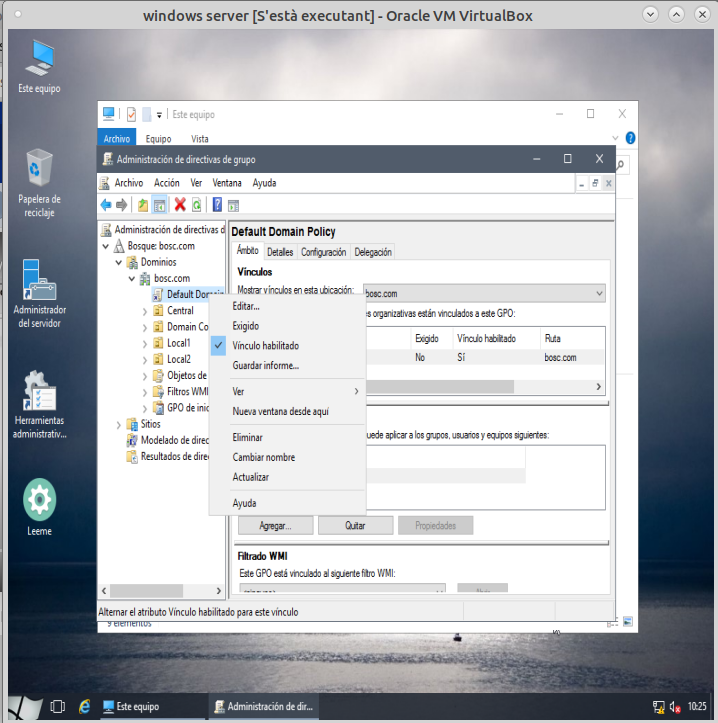 windows server [S'està executant] - Oracle VM VirtualBox
Este equipo
Papelera de
reciclaje
Administrador
del servidor
Herramientas
administrativ...
Leeme
Este equipo
Archivo Equipo Vista
Administración de directivas de grupo
Archivo Acción Ver Ventana Ayuda
Administración de directivas d
Bosque: bosc.com
Dominios
bosc.com
Default Domain
Central
Domain Co
Local1
Local2
Objetos de
Filtros WMI
GPO de inic
Sitios
Modelado de direc
Resultados de direc
Default Domain Policy
Ámbito Detalles Configuración Delegación
Vínculos
Mostrar vínculos en esta ubicación: bosc.com
es organizativas están vinculados a este GPO:
Exigido Vínculo habilitado Ruta
No Sí bosc.com
Editar...
Exigido
Vínculo habilitado
Guardar informe...
Ver
Nueva ventana desde aquí
Eliminar
Cambiar nombre
Actualizar
Ayuda
uede aplicar a los grupos, usuarios y equipos siguientes:
Agregar... Quitar Propiedades
Filtrado WMI
Este GPO está vinculado al siguiente filtro WMI:
Alternar el atributo Vínculo habilitado para este vínculo
9 elementos
Este equipo
Administración de dir...
10:25